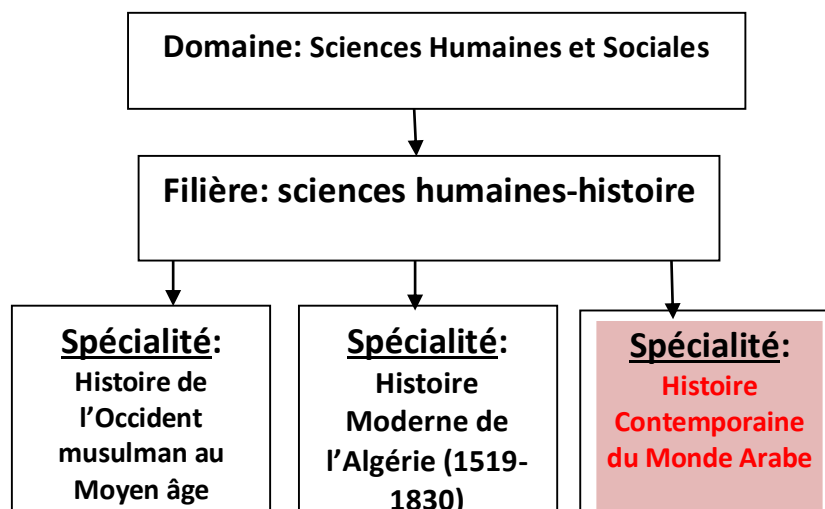 Domaine: Sciences Humaines et Sociales
Filière: sciences humaines-histoire
Spécialité:
Histoire de
l’Occident
musulman au
Moyen âge
Spécialité:
Histoire
Moderne de
l’Algérie (1519-
1830)
Spécialité:
Histoire
Contemporaine
du Monde Arabe